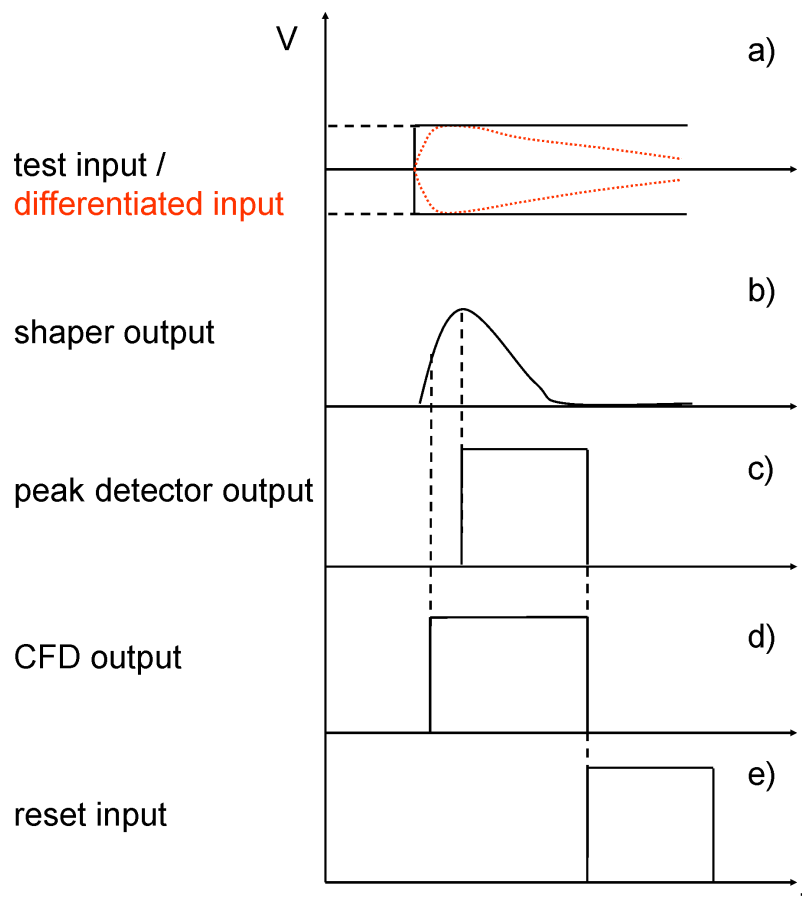 V
a)
test input /
differentiated input
b)
shaper output
c)
peak detector output
d)
CFD output
e)
reset input